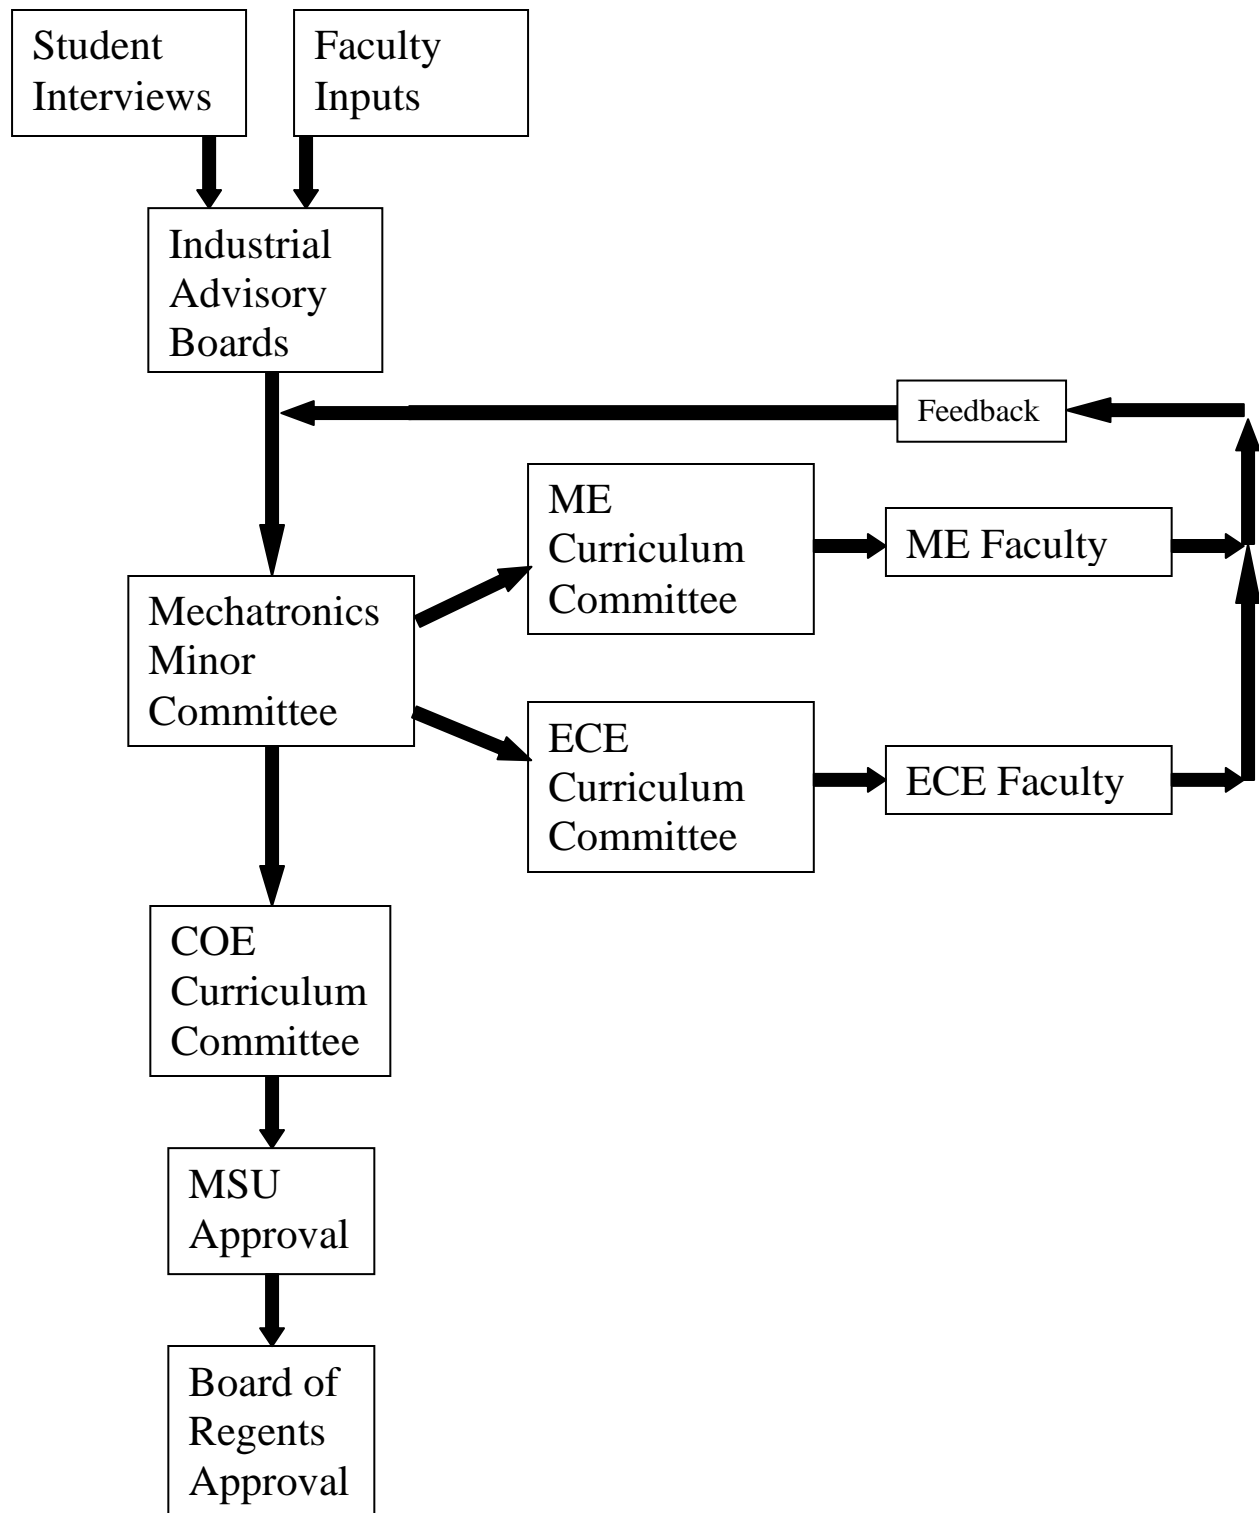 Student
Interviews
Faculty
Inputs
Industrial
Advisory
Boards
Feedback
ME
Curriculum
Committee
ME Faculty
Mechatronics
Minor
Committee
ECE
Curriculum
Committee
ECE Faculty
COE
Curriculum
Committee
MSU
Approval
Board of
Regents
Approval